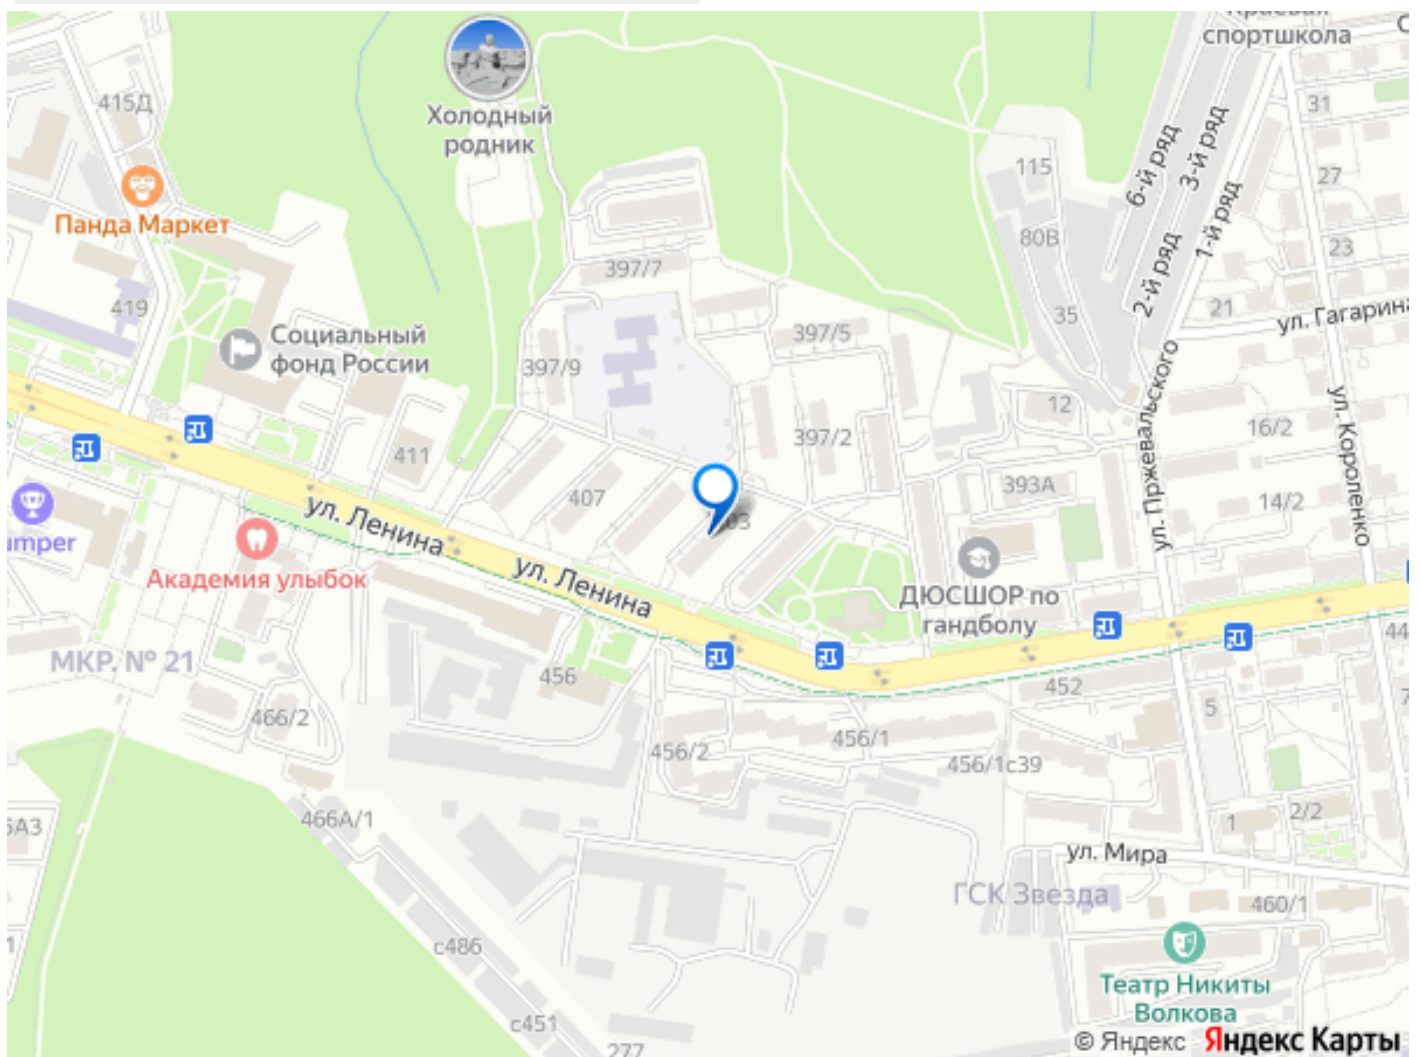 спортшкола
415Д
Холодный
родник
31
6-й ряд
3-й ряд
115
27
Панда Маркет
1-й ряд
80В
23
397/7
2-й ряд
419
35
21
ул. Гагарина
Социальный
фонд России
397/5
397/9
ул. Пржевальского
12
ул. Короленко
397/2
16/2
411
393А
407
14/2
ул. Ленина
umper
Академия улыбок
ул. Ленина
ДЮСШОР по
гандболу
МКР. № 21
456
452
44
466/2
5
456/2
456/1
456/1с39
466А/1
2/2
1
ул. Мира
ГСК Звезда
460/1
с486
Театр Никиты
Волкова
с451
277
© Яндекс Яндекс Карты